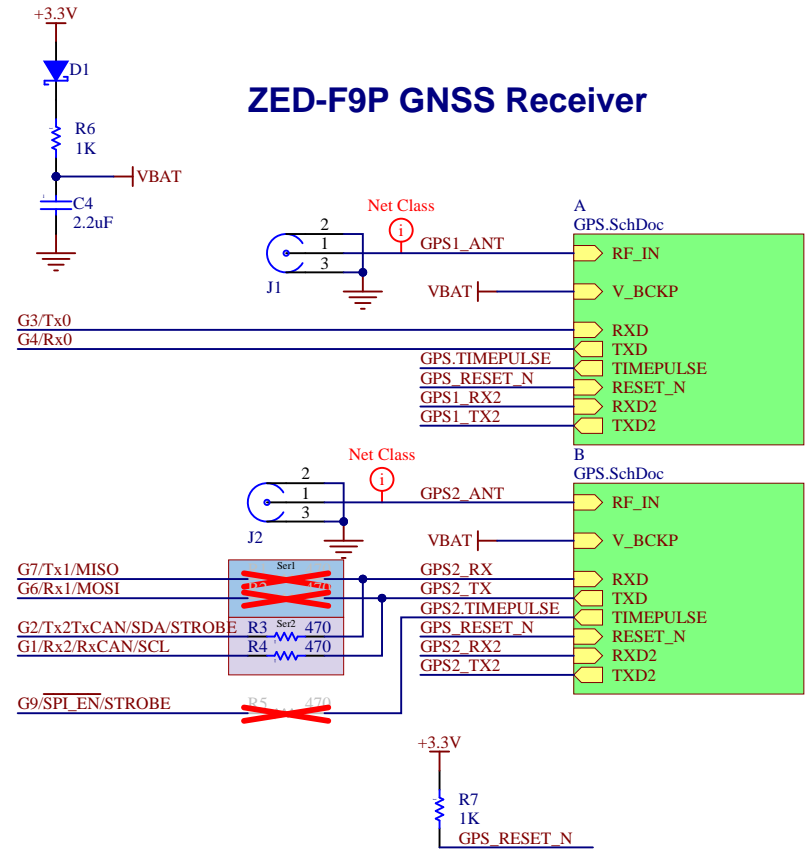 +3.3V
D1
ZED-F9P GNSS Receiver
R6
1K
VBAT
C4
2.2uF
Net Class
i
A
GPS.SchDoc
2
1
3
J1
GPS1_ANT
RF_IN
VBAT
V_BCKP
G3/Tx0
RXD
G4/Rx0
TXD
GPS.TIMEPULSE
TIMEPULSE
GPS_RESET_N
RESET_N
GPS1_RX2
RXD2
GPS1_TX2
TXD2
Net Class
i
B
GPS.SchDoc
2
1
3
J2
GPS2_ANT
RF_IN
VBAT
V_BCKP
Ser1
G7/Tx1/MISO
GPS2_RX
RXD
G6/Rx1/MOSI
GPS2_TX
TXD
GPS2.TIMEPULSE
TIMEPULSE
G2/Tx2TxCAN/SDA/STROBE
R3
Ser2
470
GPS_RESET_N
RESET_N
G1/Rx2/RxCAN/SCL
R4
470
GPS2_RX2
RXD2
GPS2_TX2
TXD2
G9/SPI_EN/STROBE
R5
470
+3.3V
R7
1K
GPS_RESET_N